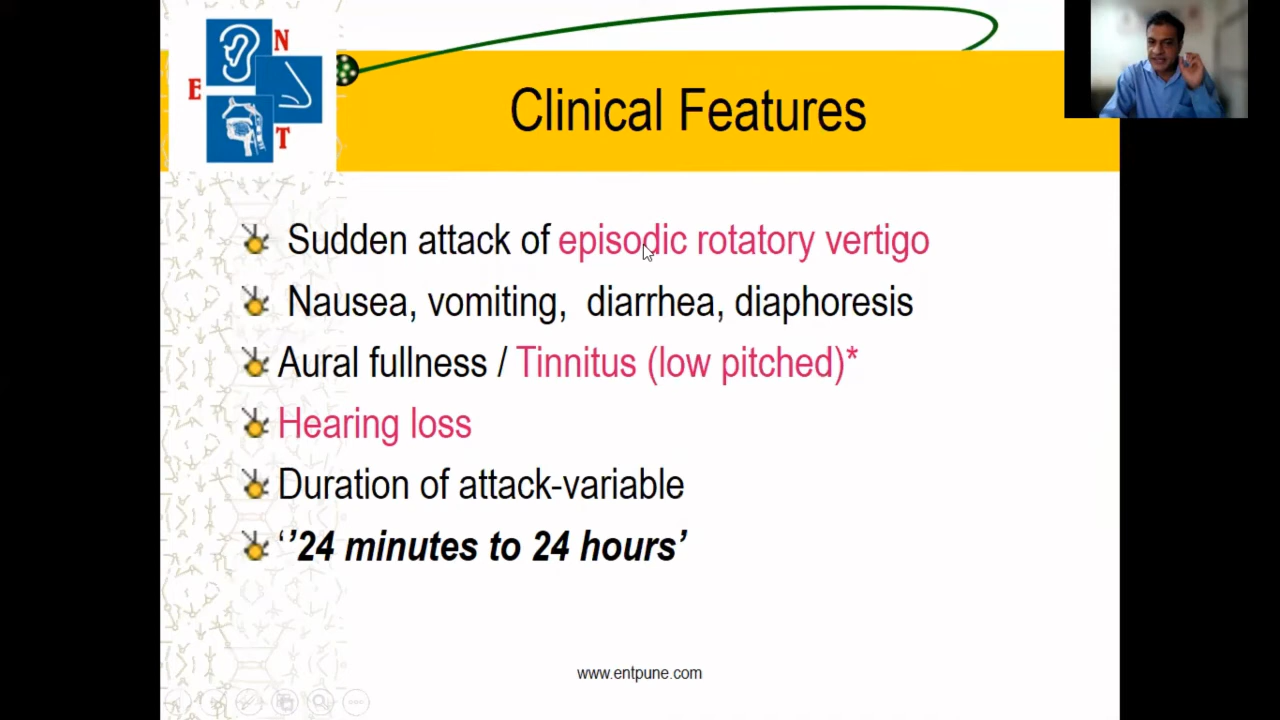 E
N
T
Clinical Features
Sudden attack of episodic rotatory vertigo
Nausea, vomiting, diarrhea, diaphoresis
Aural fullness / Tinnitus (low pitched)*
Hearing loss
Duration of attack-variable
‘’24 minutes to 24 hours’
www.entpune.com